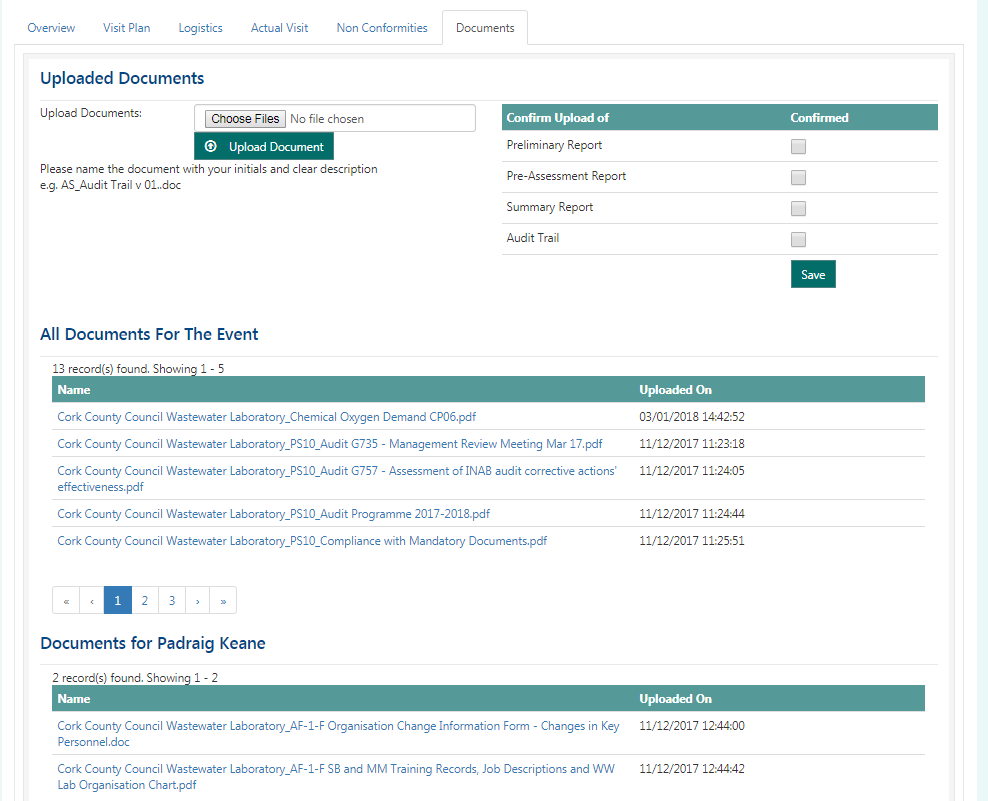 Overview Visit Plan Logistics Actual Visit Non Conformities Documents
Uploaded Documents
Upload Documents:
Choose Files No file chosen
Upload Document
Please name the document with your initials and clear description
e.g. AS_Audit Trail v 01..doc
Confirm Upload of Confirmed
Preliminary Report
Pre-Assessment Report
Summary Report
Audit Trail
Save
All Documents For The Event
13 record(s) found. Showing 1 - 5
Name Uploaded On
Cork County Council Wastewater Laboratory_Chemical Oxygen Demand CP06.pdf 03/01/2018 14:42:52
Cork County Council Wastewater Laboratory_PS10_Audit G735 - Management Review Meeting Mar 17.pdf 11/12/2017 11:23:18
Cork County Council Wastewater Laboratory_PS10_Audit G757 - Assessment of INAB audit corrective actions' 11/12/2017 11:24:05
effectiveness.pdf
Cork County Council Wastewater Laboratory_PS10_Audit Programme 2017-2018.pdf 11/12/2017 11:24:44
Cork County Council Wastewater Laboratory_PS10_Compliance with Mandatory Documents.pdf 11/12/2017 11:25:51
« ‹ 1 2 3 › »
Documents for Padraig Keane
2 record(s) found. Showing 1 - 2
Name Uploaded On
Cork County Council Wastewater Laboratory_AF-1-F Organisation Change Information Form - Changes in Key 11/12/2017 12:44:00
Personnel.doc
Cork County Council Wastewater Laboratory_AF-1-F SB and MM Training Records, Job Descriptions and WW 11/12/2017 12:44:42
Lab Organisation Chart.pdf